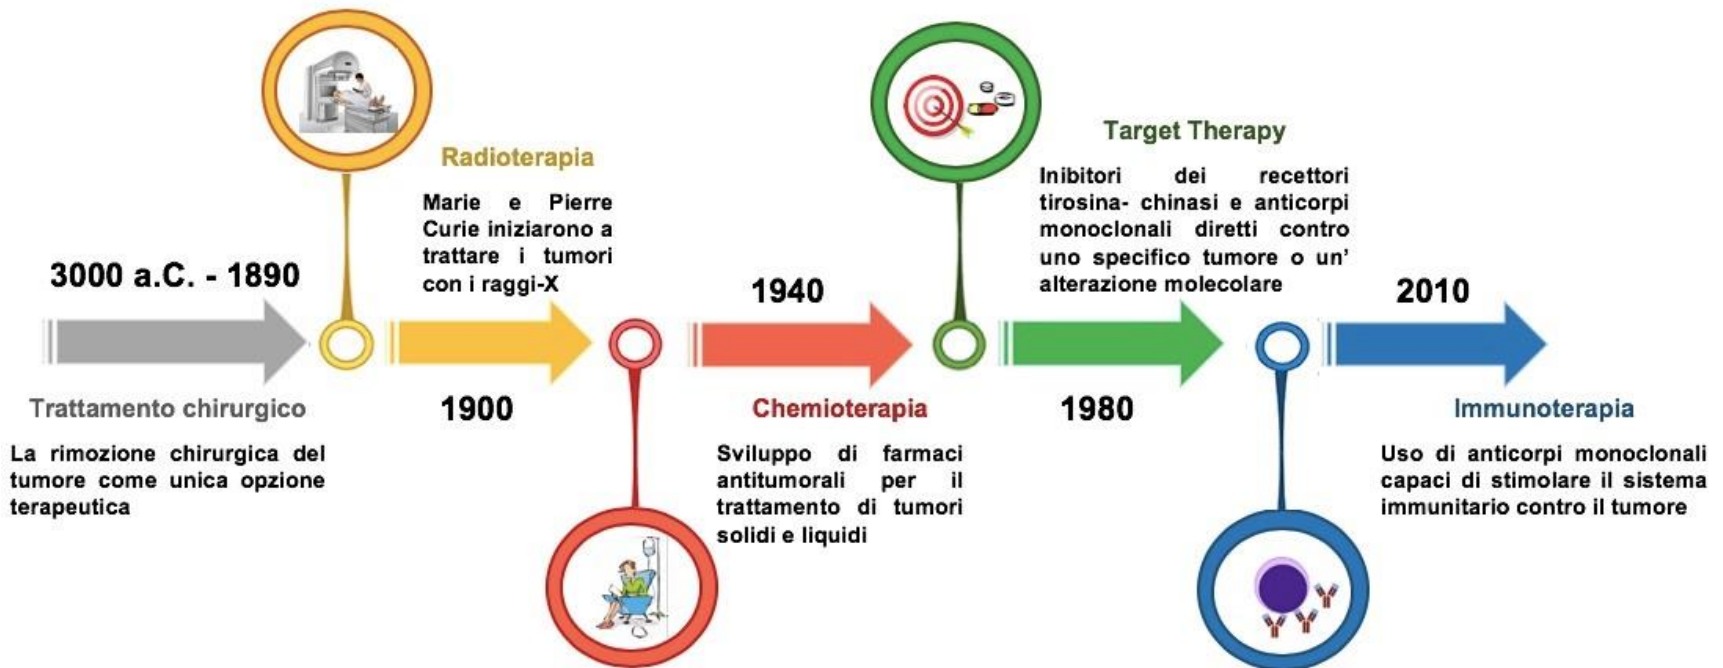 3000 a.C. - 1890
Trattamento chirurgico
La rimozione chirurgica del
tumore come unica opzione
terapeutica
Radioterapia
Marie e Pierre
Curie iniziarono a
trattare i tumori
con i raggi-X
1900
1940
Chemioterapia
Sviluppo di farmaci
antitumorali per il
trattamento di tumori
solidi e liquidi
Target Therapy
Inibitori dei recettori
tirosina- chinasi e anticorpi
monoclonali diretti contro
uno specifico tumore o un'
alterazione molecolare
1980
2010
Immunoterapia
Uso di anticorpi monoclonali
capaci di stimolare il sistema
immunitario contro il tumore